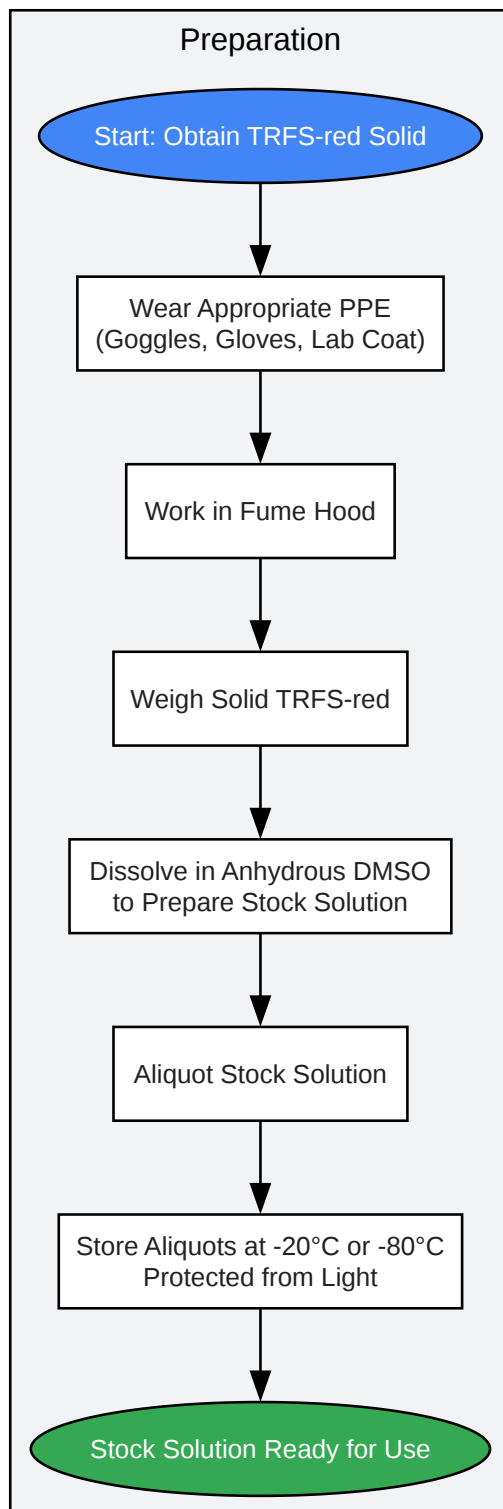 Preparation
Start: Obtain TRFS-red Solid
Wear Appropriate PPE
(Goggles, Gloves, Lab Coat)
Work in Fume Hood
Weigh Solid TRFS-red
Dissolve in Anhydrous DMSO
to Prepare Stock Solution
Aliquot Stock Solution
Store Aliquots at -20°C or -80°C
Protected from Light
Stock Solution Ready for Use